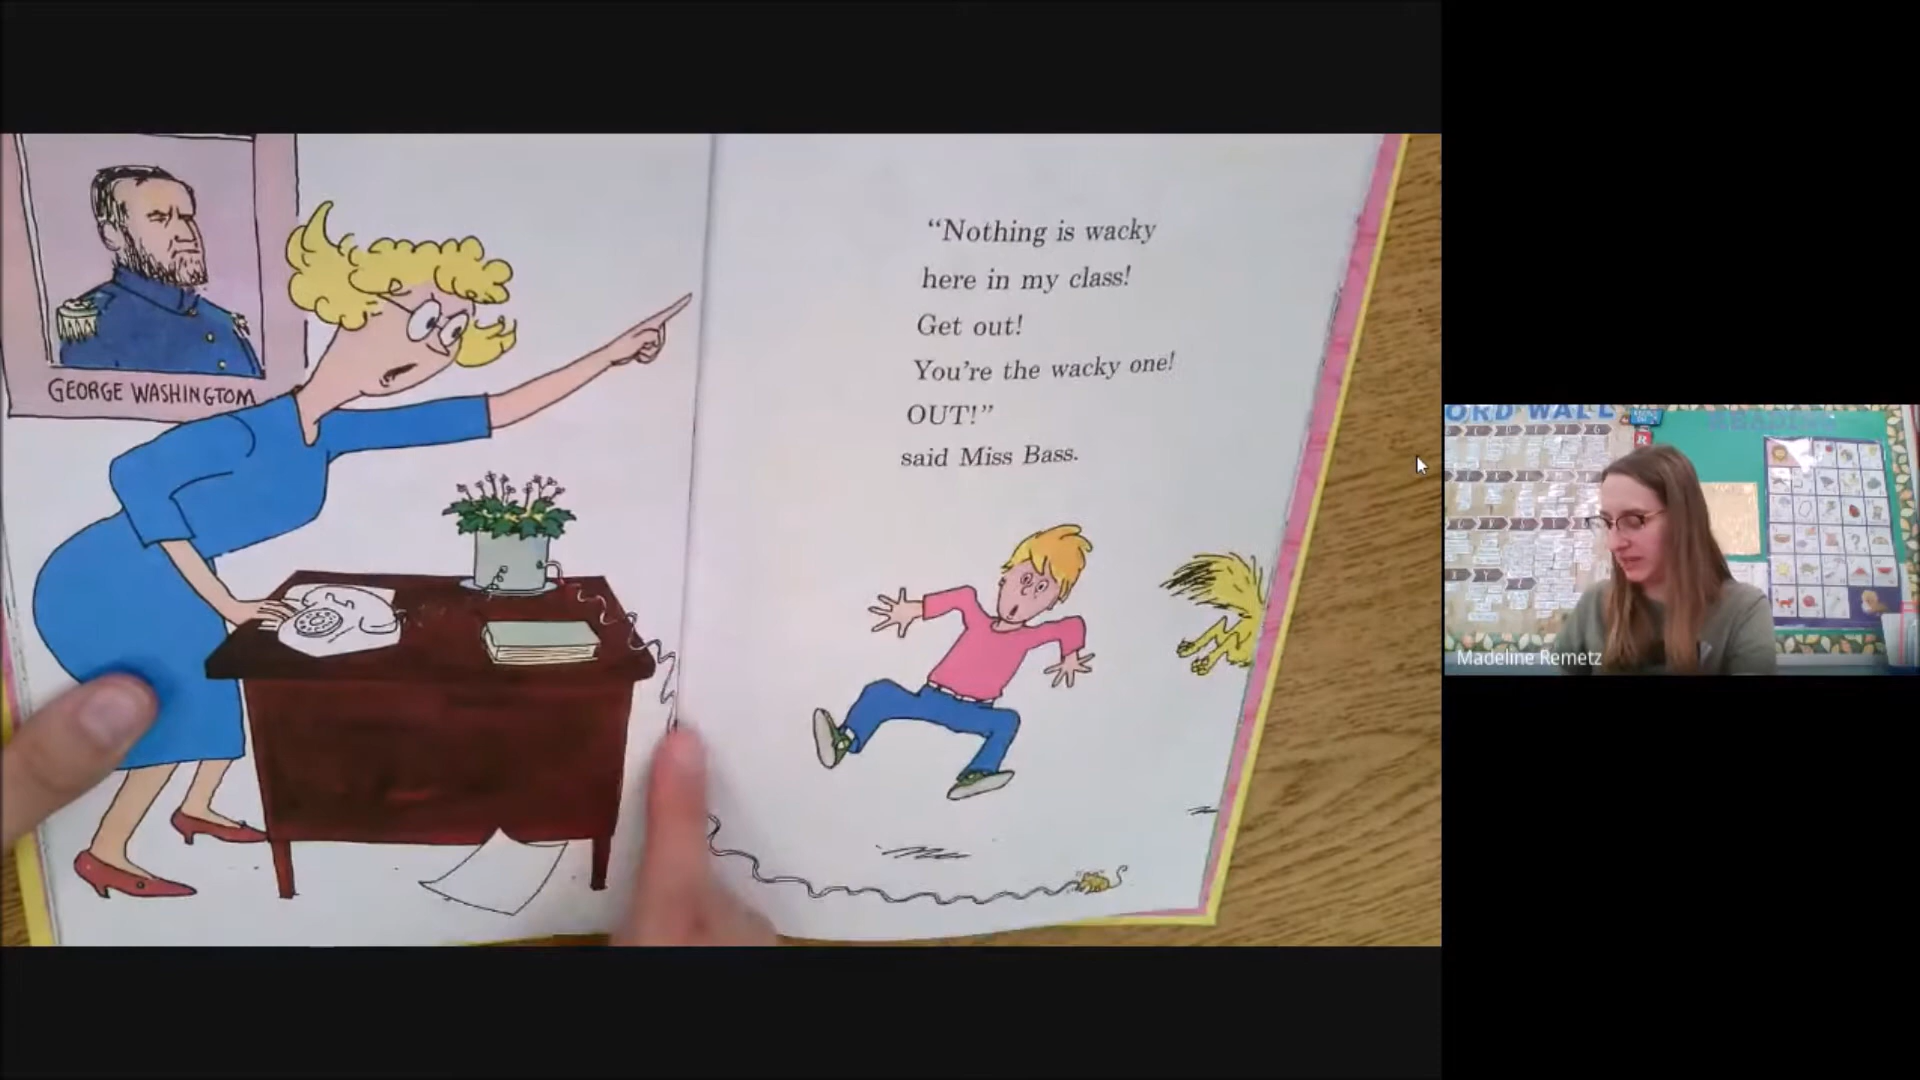 GEORGE WASHINGTOM
“Nothing is wacky
here in my class!
Get out!
You're the wacky one!
OUT!”
said Miss Bass.
ORD WALL
READING
Madeline Remetz